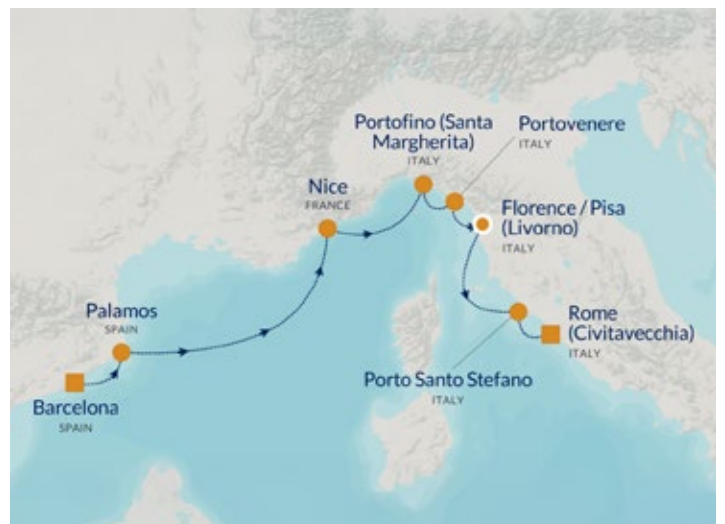 Portofino (Santa
Margherita)
ITALY
Portovenere
ITALY
Nice
FRANCE
Florence / Pisa
(Livorno)
ITALY
Palamos
SPAIN
Rome
(Civitavecchia)
ITALY
Porto Santo Stefano
ITALY
Barcelona
SPAIN